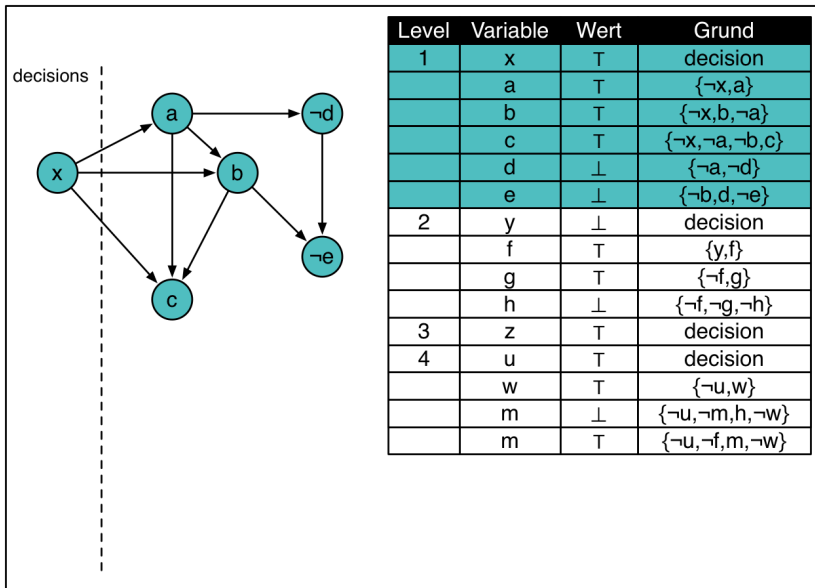 decisions
x
a
b
c
¬d
¬e
Level Variable Wert Grund
1 x ⊤ decision
a ⊤ {¬x,a}
b ⊤ {¬x,b,¬a}
c ⊤ {¬x,¬a,¬b,c}
d ⊥ {¬a,¬d}
e ⊥ {¬b,d,¬e}
2 y ⊥ decision
f ⊤ {y,f}
g ⊤ {¬f,g}
h ⊥ {¬f,¬g,¬h}
3 z ⊤ decision
4 u ⊤ decision
w ⊤ {¬u,w}
m ⊥ {¬u,¬m,h,¬w}
m ⊤ {¬u,¬f,m,¬w}